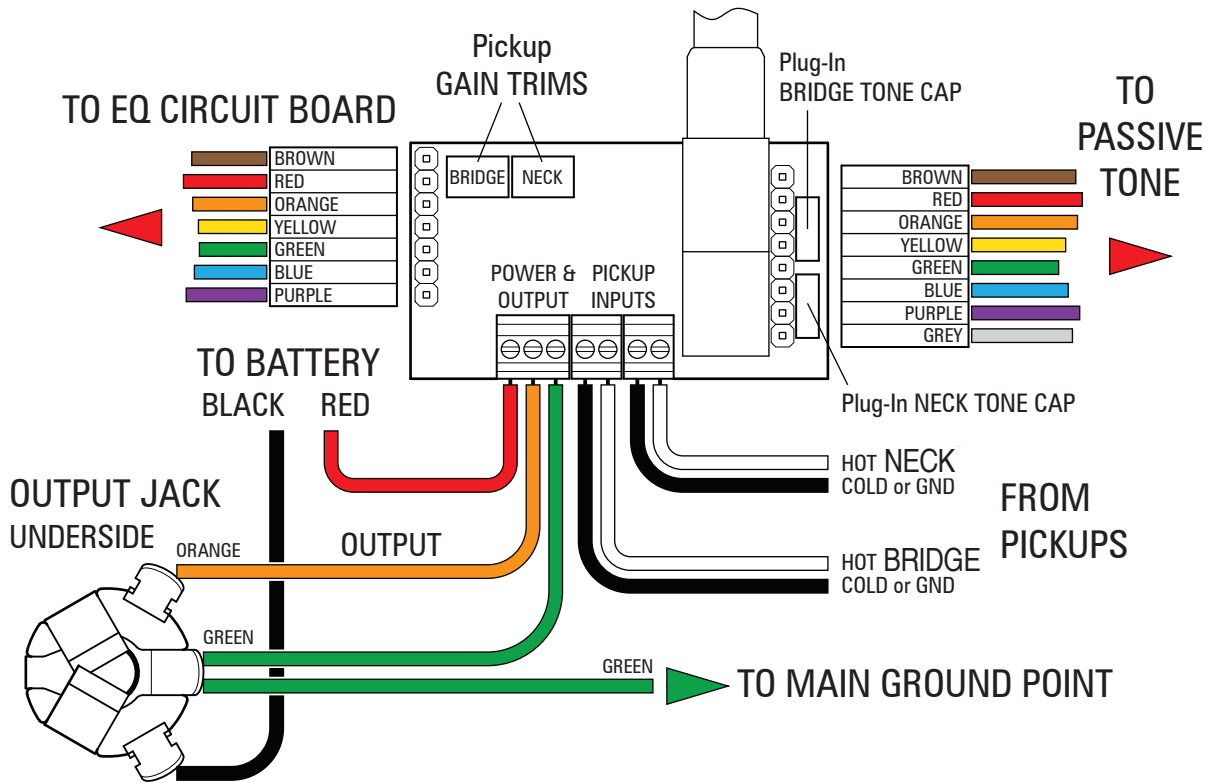 Pickup
GAIN TRIMS
Plug-In
BRIDGE TONE CAP
TO EQ CIRCUIT BOARD
TO
PASSIVE
TONE
BROWN
RED
ORANGE
YELLOW
GREEN
BLUE
PURPLE
BRIDGE
NECK
BROWN
RED
ORANGE
YELLOW
GREEN
BLUE
PURPLE
GREY
POWER &
OUTPUT
PICKUP
INPUTS
TO BATTERY
BLACK RED
Plug-In NECK TONE CAP
HOT NECK
COLD or GND
FROM
PICKUPS
HOT BRIDGE
COLD or GND
OUTPUT JACK
UNDERSIDE
ORANGE
OUTPUT
GREEN
GREEN
TO MAIN GROUND POINT